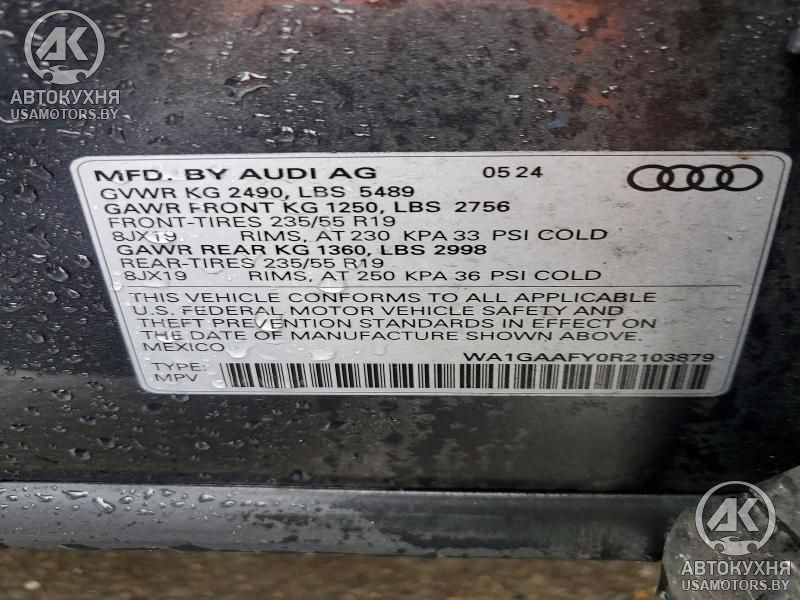 АК
АВТОКУХНЯ
USAMOTORS.BY
MFD. BY AUDI AG 05 24
GVWR KG 2490, LBS 5489
GAWR FRONT KG 1250, LBS 2756
FRONT-TIRES 235/55 R19
8JX19 RIMS, AT 230 KPA 33 PSI COLD
GAWR REAR KG 1360, LBS 2998
REAR-TIRES 235/55 R19
8JX19 RIMS, AT 250 KPA 36 PSI COLD
THIS VEHICLE CONFORMS TO ALL APPLICABLE
U.S. FEDERAL MOTOR VEHICLE SAFETY AND
THEFT PREVENTION STANDARDS IN EFFECT ON
THE DATE OF MANUFACTURE SHOWN ABOVE.
MEXICO WA1GAAFY0R2103879
TYPE:
MPV
АК
АВТОКУХНЯ
USAMOTORS.BY